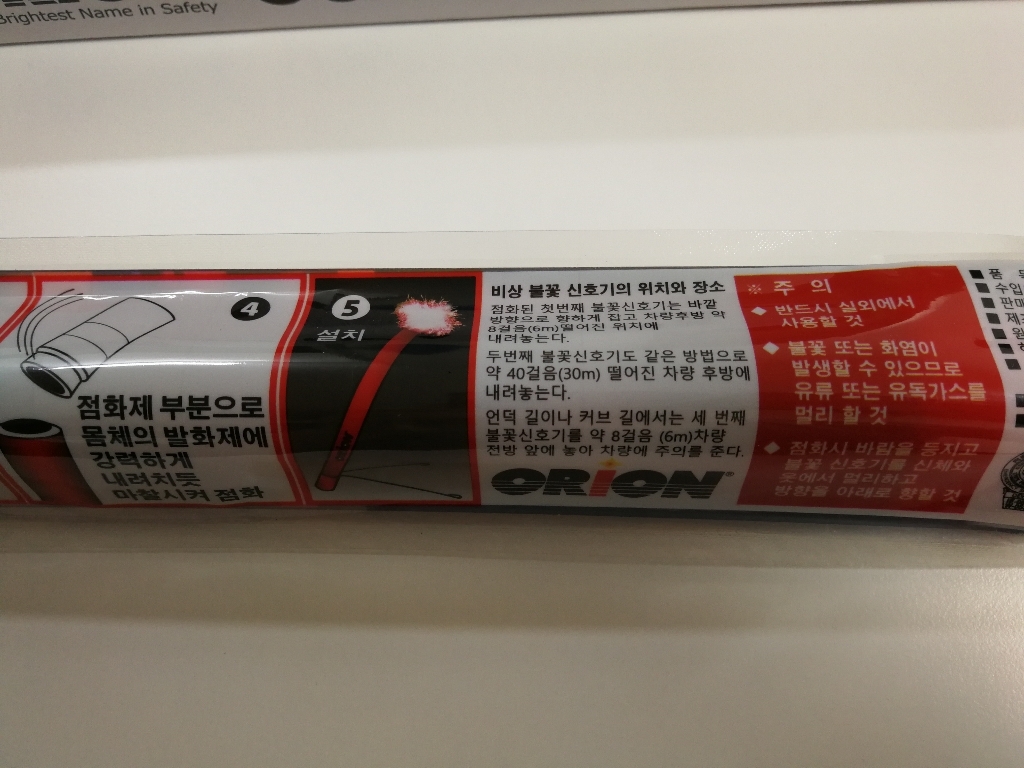 Brightest Name in Safety
❹
점화제 부분으로
몸체의 발화제에
강력하게
내려치듯
마찰시켜 점화
❺
설치
비상 불꽃 신호기의 위치와 장소
점화된 첫번째 불꽃신호기는 바깥
방향으로 향하게 집고 차량후방 약
8걸음(6m)떨어진 위치에
내려놓는다.
두번째 불꽃신호기도 같은 방법으로
약 40걸음(30m) 떨어진 차량 후방에
내려놓는다.
언덕 길이나 커브 길에서는 세 번째
불꽃신호기를 약 8걸음 (6m)차량
전방 앞에 놓아 차량에 주의를 준다.
ORION®
※ 주 의
◆ 반드시 실외에서
사용할 것
◆ 불꽃 또는 화염이
발생할 수 있으므로
유류 또는 유독가스를
멀리 할 것
◆ 점화시 바람을 등지고
불꽃 신호기를 신체와
옷에서 멀리하고
방향을 아래로 향할 것
■ 품
■ 수입
■ 판매
■ 제조
■ 원